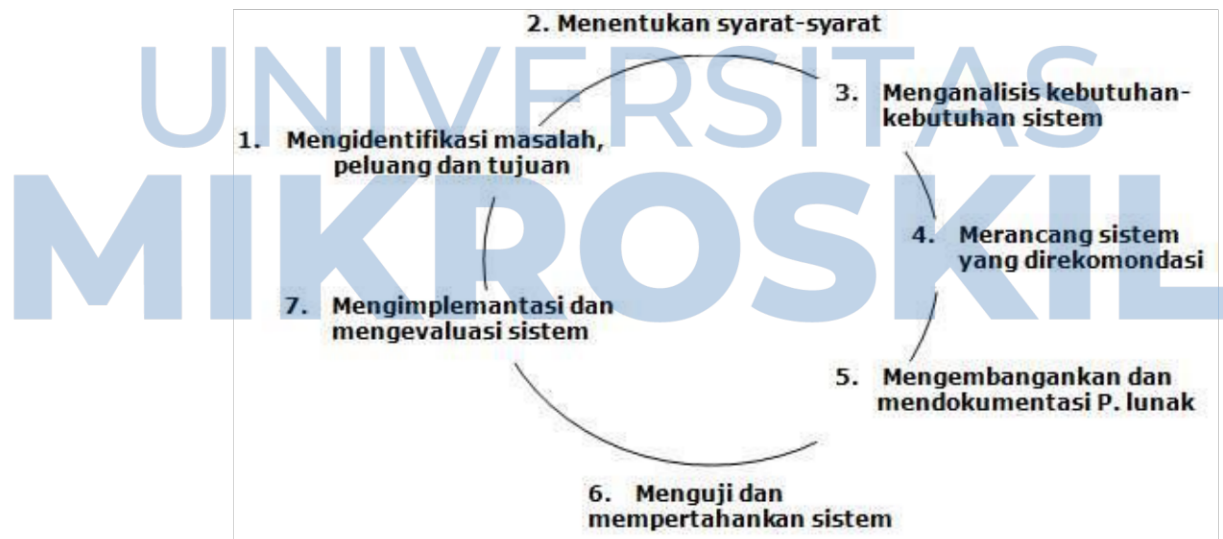 UNIVERSITAS
MIKROSKIL
2. Menentukan syarat-syarat
3. Menganalisis kebutuhan-
kebutuhan sistem
1. Mengidentifikasi masalah,
peluang dan tujuan
4. Merancang sistem
yang direkomondasi
7. Mengimplemantasi dan
mengevaluasi sistem
5. Mengembangankan dan
mendokumentasi P. lunak
6. Menguji dan
mempertahankan sistem